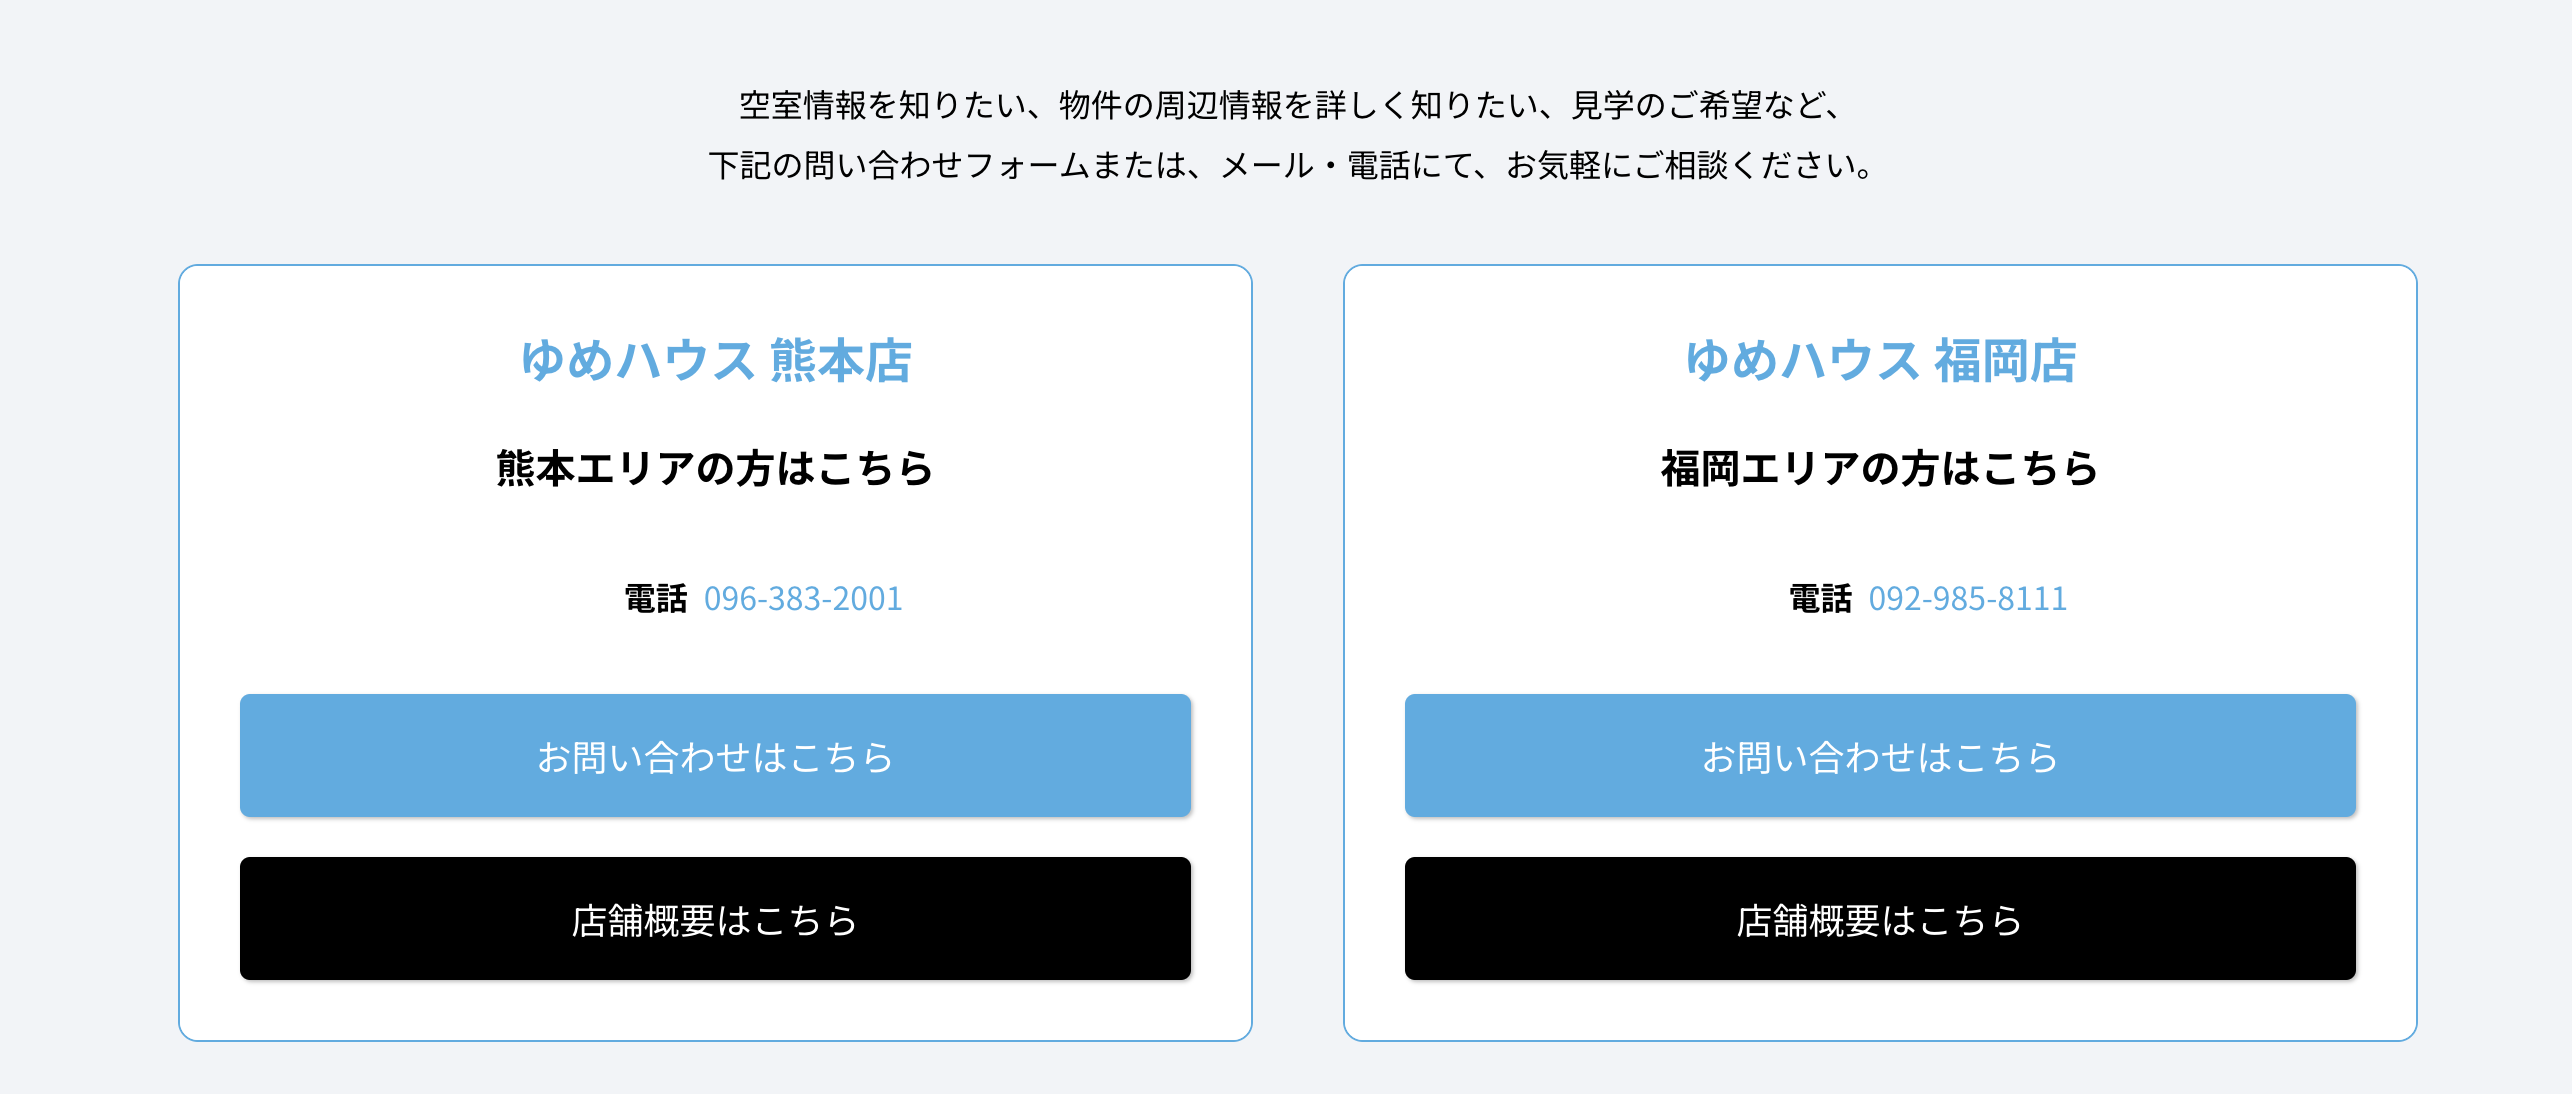 空室情報を知りたい、物件の周辺情報を詳しく知りたい、見学のご希望など、
下記の問い合わせフォームまたは、メール・電話にて、お気軽にご相談ください。
ゆめハウス 熊本店
熊本エリアの方はこちら
電話 096-383-2001
お問い合わせはこちら
店舗概要はこちら
ゆめハウス 福岡店
福岡エリアの方はこちら
電話 092-985-8111
お問い合わせはこちら
店舗概要はこちら